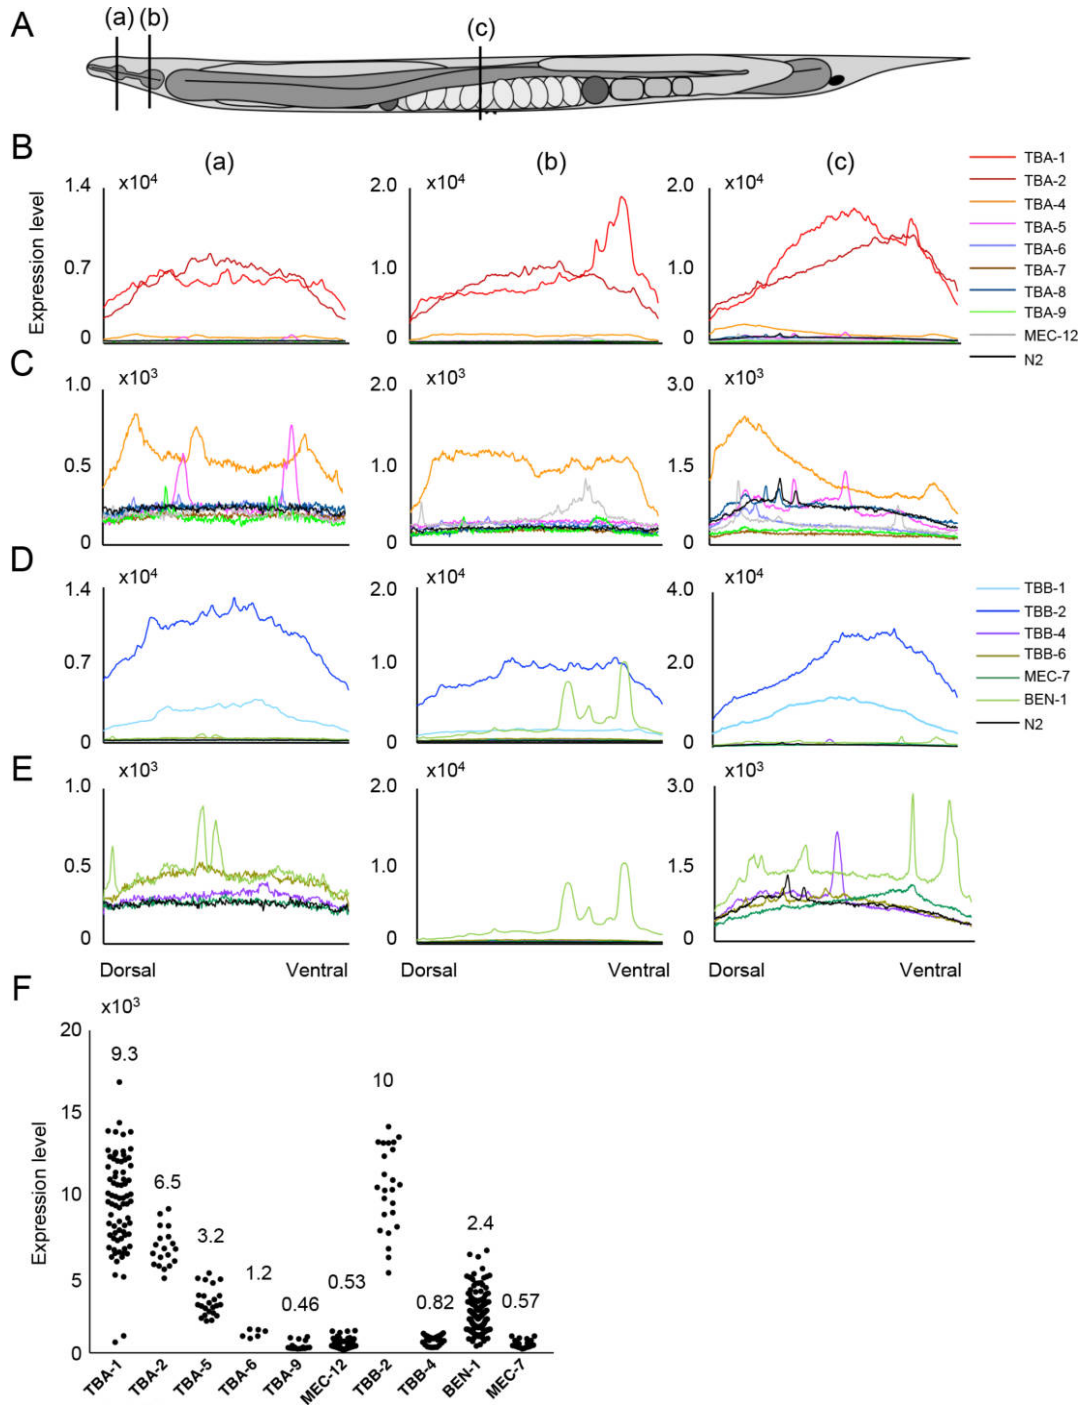 A
(a)
(b)
(c)
B
(a)
(b)
(c)
Expression level
x10⁴
1.4
0.7
0
x10⁴
2.0
1.0
0
x10⁴
2.0
1.0
0
TBA-1
TBA-2
TBA-4
TBA-5
TBA-6
TBA-7
TBA-8
TBA-9
MEC-12
N2
C
x10³
1.0
0.5
0
x10³
2.0
1.0
0
x10³
3.0
1.5
0
D
x10⁴
1.4
0.7
0
x10⁴
2.0
1.0
0
x10⁴
4.0
2.0
0
TBB-1
TBB-2
TBB-4
TBB-6
MEC-7
BEN-1
N2
E
x10³
1.0
0.5
0
x10⁴
2.0
1.0
0
x10³
3.0
1.5
0
Dorsal Ventral
Dorsal Ventral
Dorsal Ventral
F
x10³
Expression level
20
15
10
5
0
9.3
6.5
3.2
1.2
0.46
0.53
10
0.82
2.4
0.57
TBA-1
TBA-2
TBA-5
TBA-6
TBA-9
MEC-12
TBB-2
TBB-4
BEN-1
MEC-7